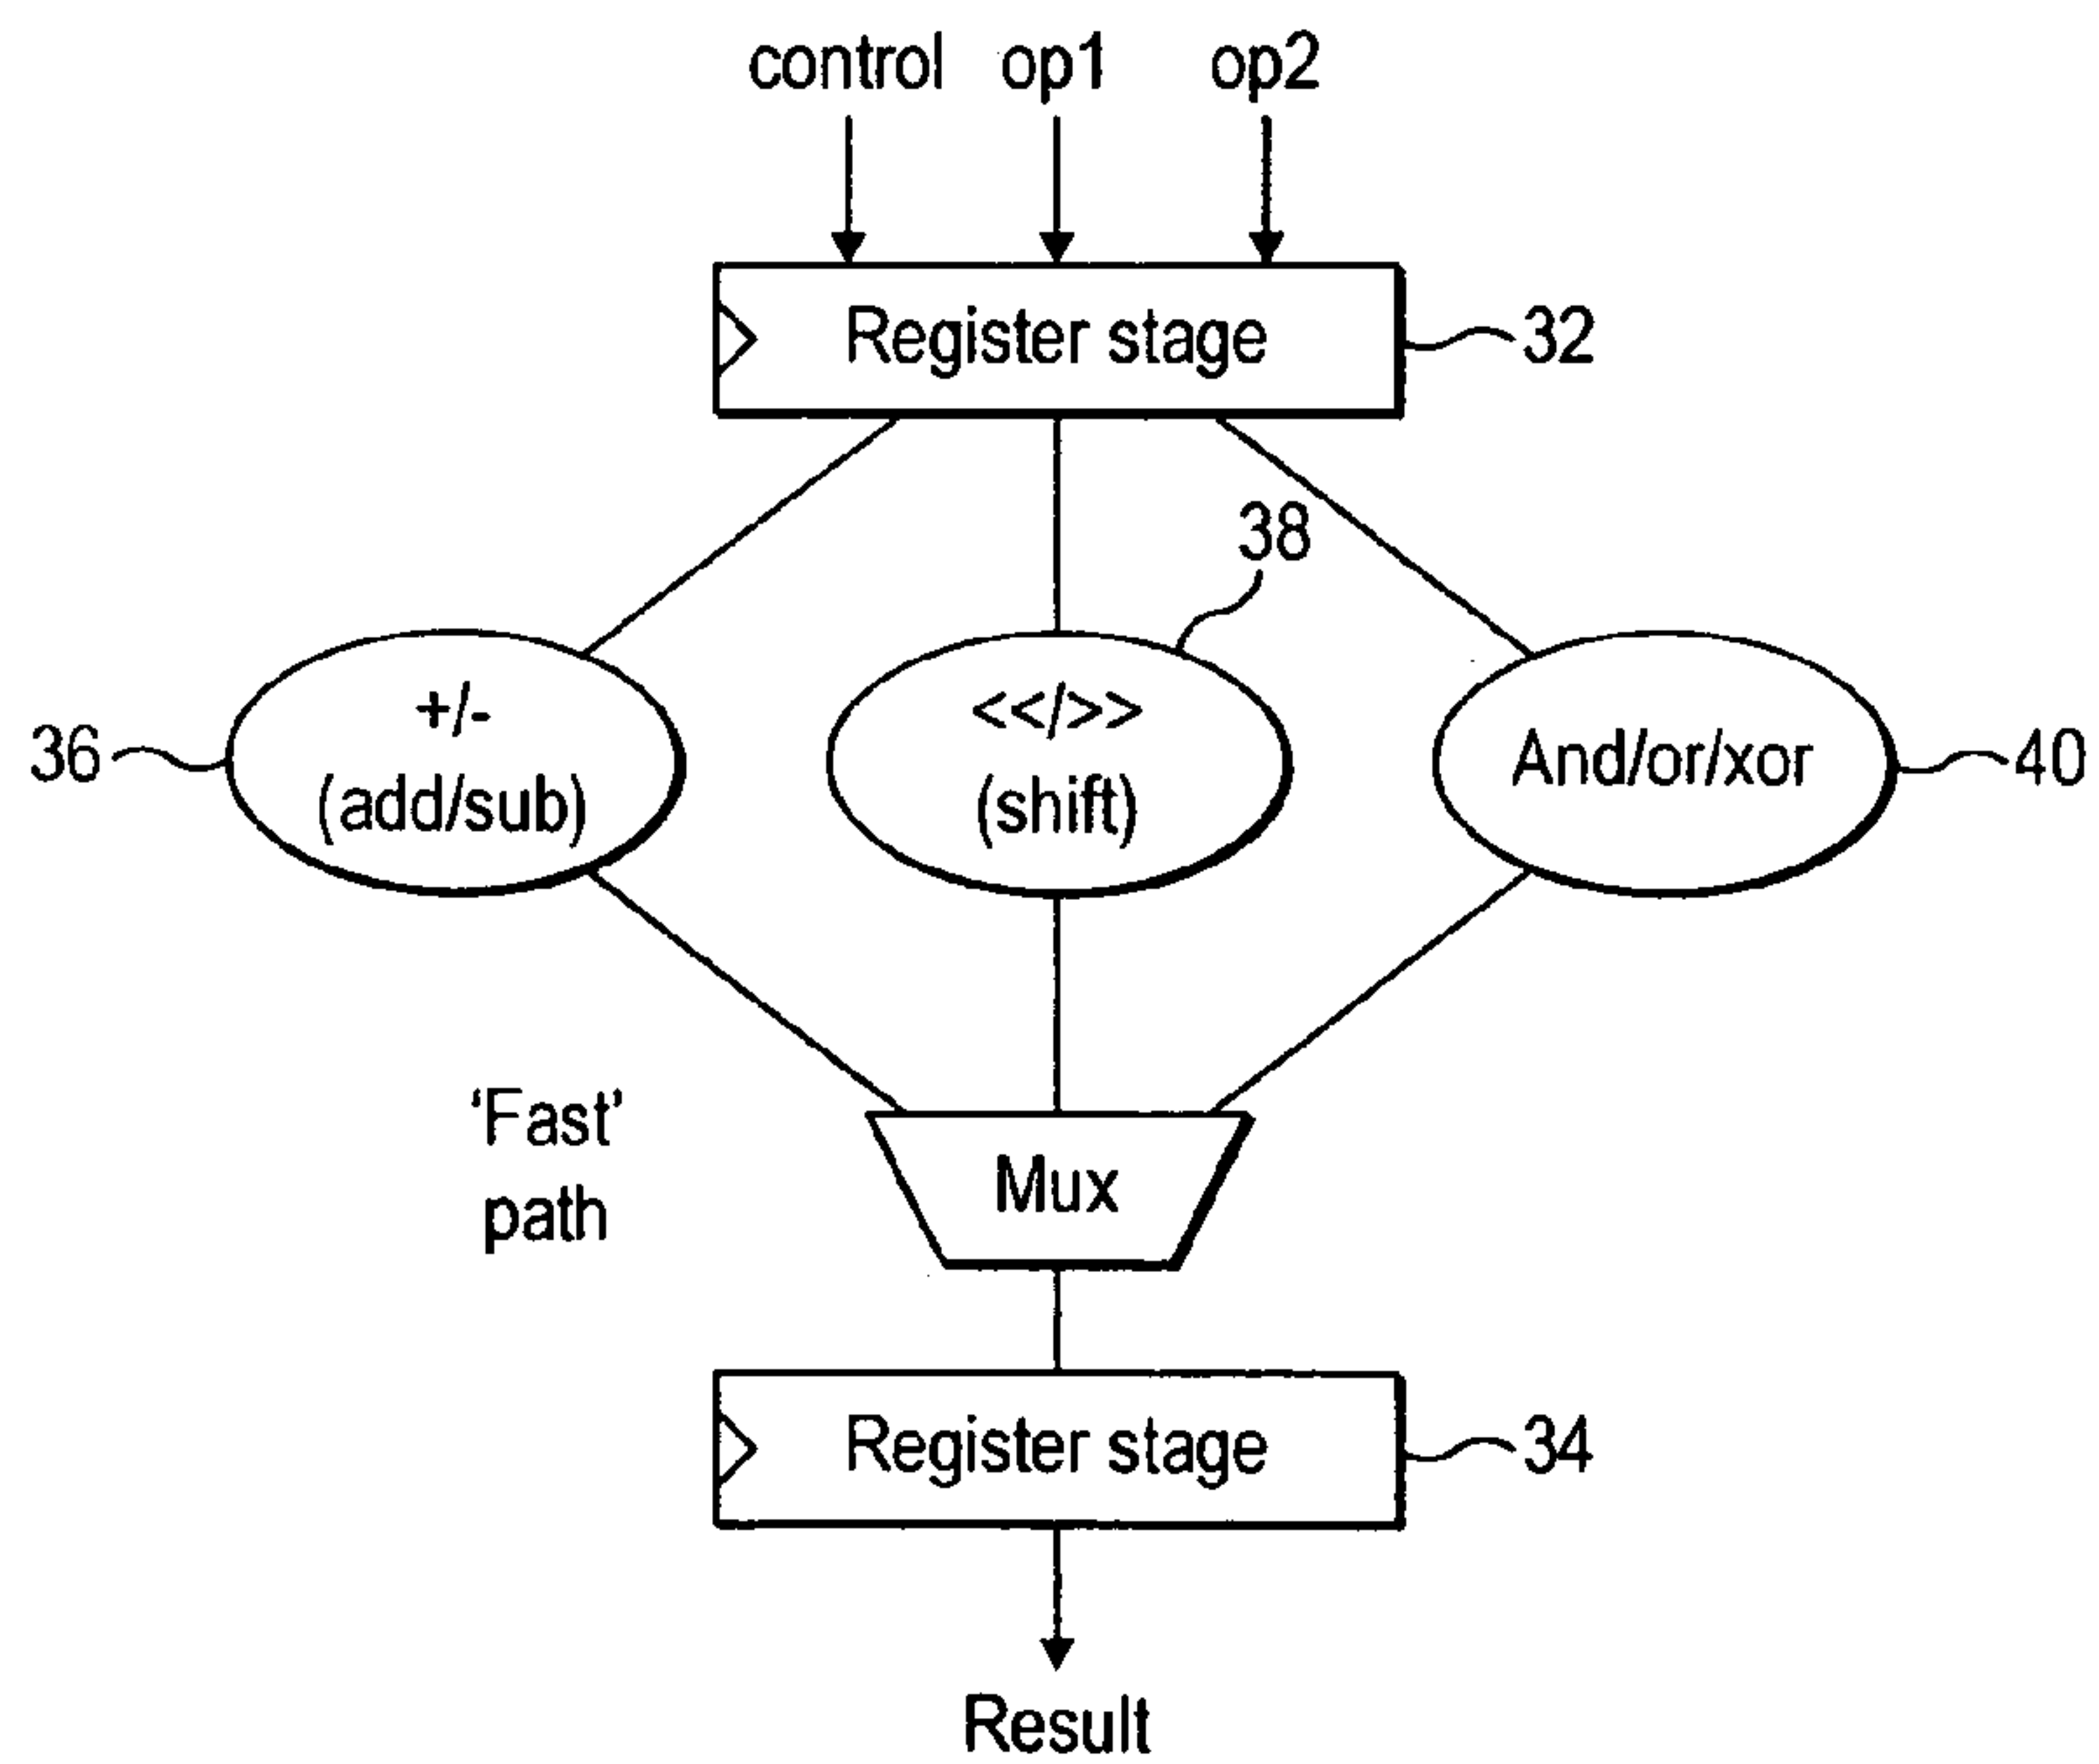 control op1 op2
Register stage 32
38
+/-
(add/sub)
36
<</>>
(shift)
And/or/xor
40
'Fast'
path
Mux
Register stage 34
Result